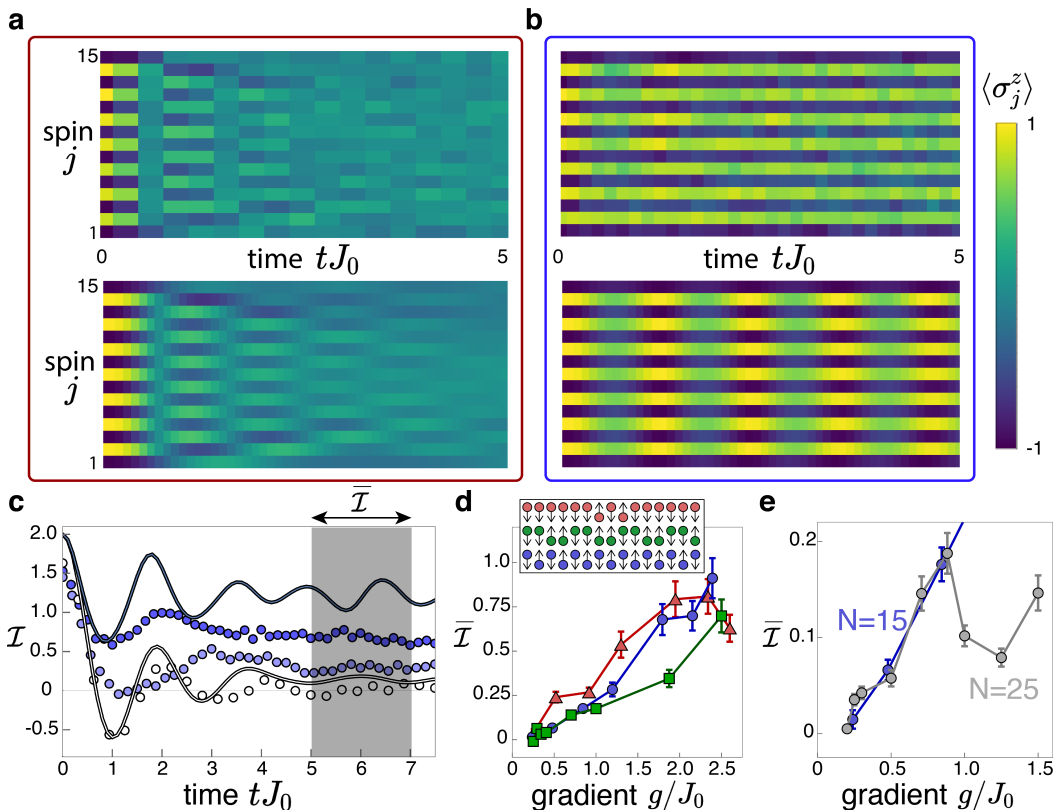 a
b
15
spin
j
1
0
time tJ₀
5
0
time tJ₀
5
⟨σⱼᶻ⟩
1
-1
15
spin
j
1
c
Ī
2.0
1.5
1.0
0.5
0
-0.5
I
0 1 2 3 4 5 6 7
time tJ₀
d
1.0
0.75
0.5
0.25
0
Ī
0 0.5 1.0 1.5 2.0 2.5
gradient g/J₀
e
0.2
0.1
0
Ī
N=15
N=25
0 0.5 1.0 1.5
gradient g/J₀